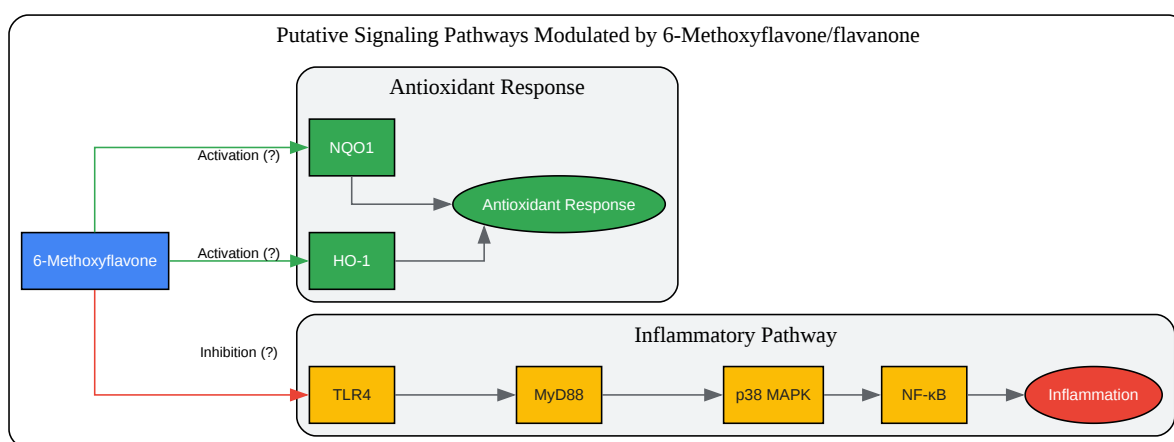 Putative Signaling Pathways Modulated by 6-Methoxyflavone/flavanone
Antioxidant Response
NQO1
Activation (?)
Antioxidant Response
6-Methoxyflavone
Activation (?)
HO-1
Inflammatory Pathway
Inhibition (?)
TLR4
MyD88
p38 MAPK
NF-κB
Inflammation